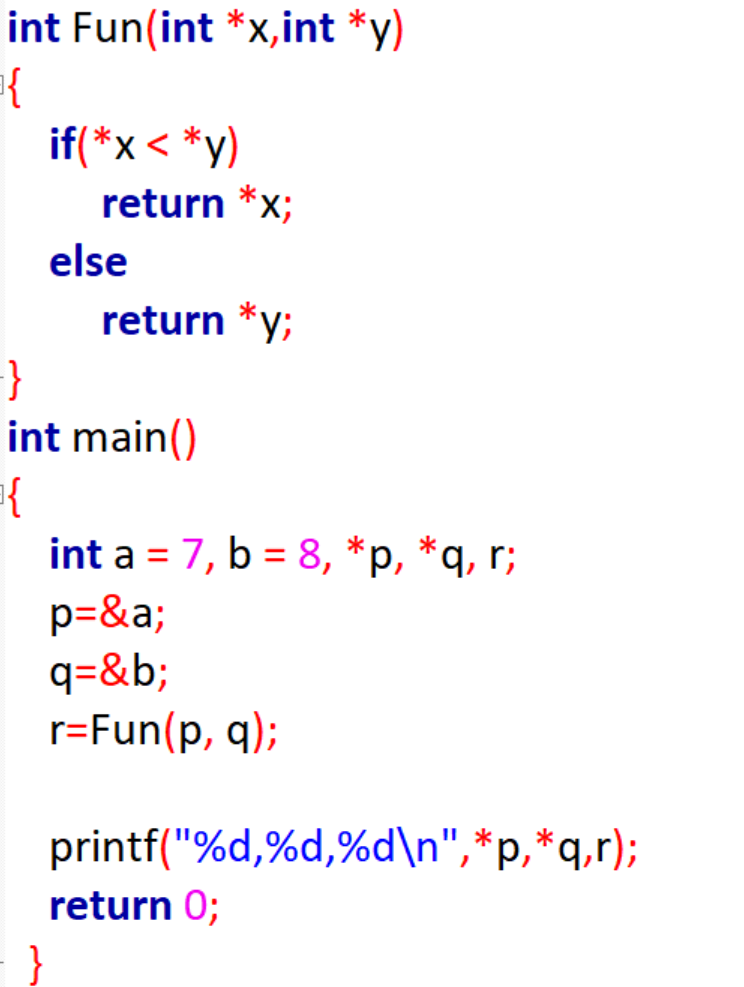 int Fun(int *x,int *y)
{
if(*x < *y)
return *x;
else
return *y;
}
int main()
{
int a = 7, b = 8, *p, *q, r;
p=&a;
q=&b;
r=Fun(p, q);
printf("%d,%d,%d\n",*p,*q,r);
return 0;
}